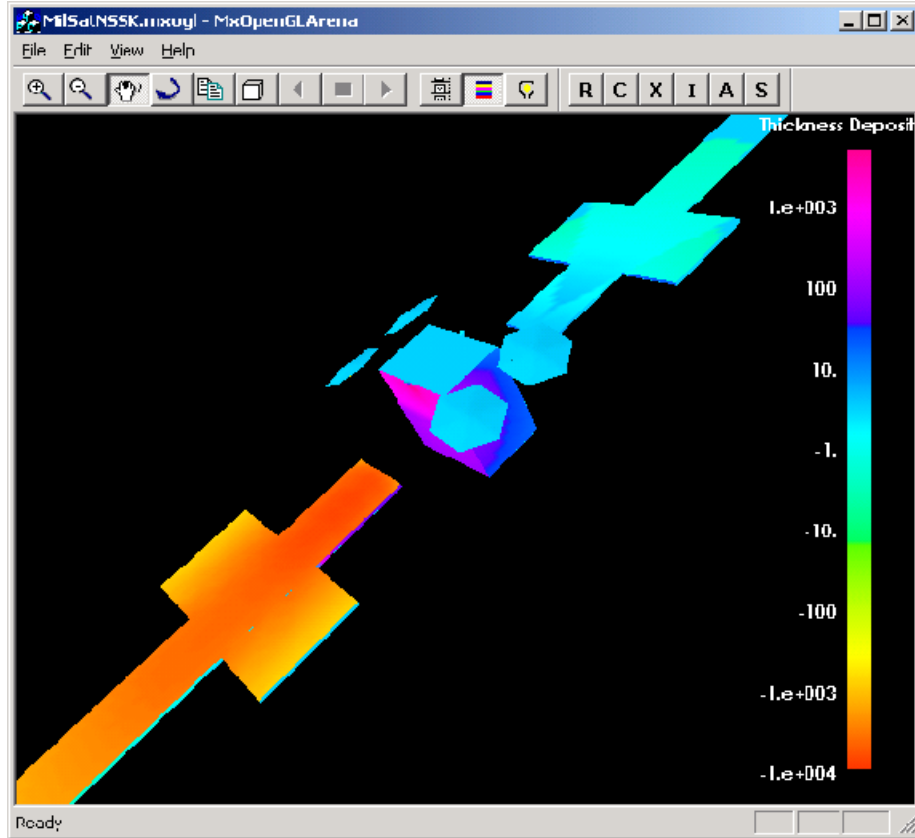 MilSatNSSK.mxvgl - MxOpenGLArena
File Edit View Help
R C X I A S
Thickness Deposit
1.e+003
100
10.
-1.
-10.
-100
-1.e+003
-1.e+004
Ready